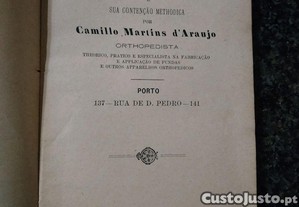 SUA CONTENÇÃO METHODICA
POR
Camillo Martins d'Araujo
ORTHOPEDISTA
THEORICO, PRATICO E ESPECIALISTA NA FABRICAÇÃO
E APPLICAÇÃO DE FUNDAS
E OUTROS APPARELHOS ORTHOPEDICOS
PORTO
137 — RUA DE D. PEDRO — 141
CustoJusto.pt